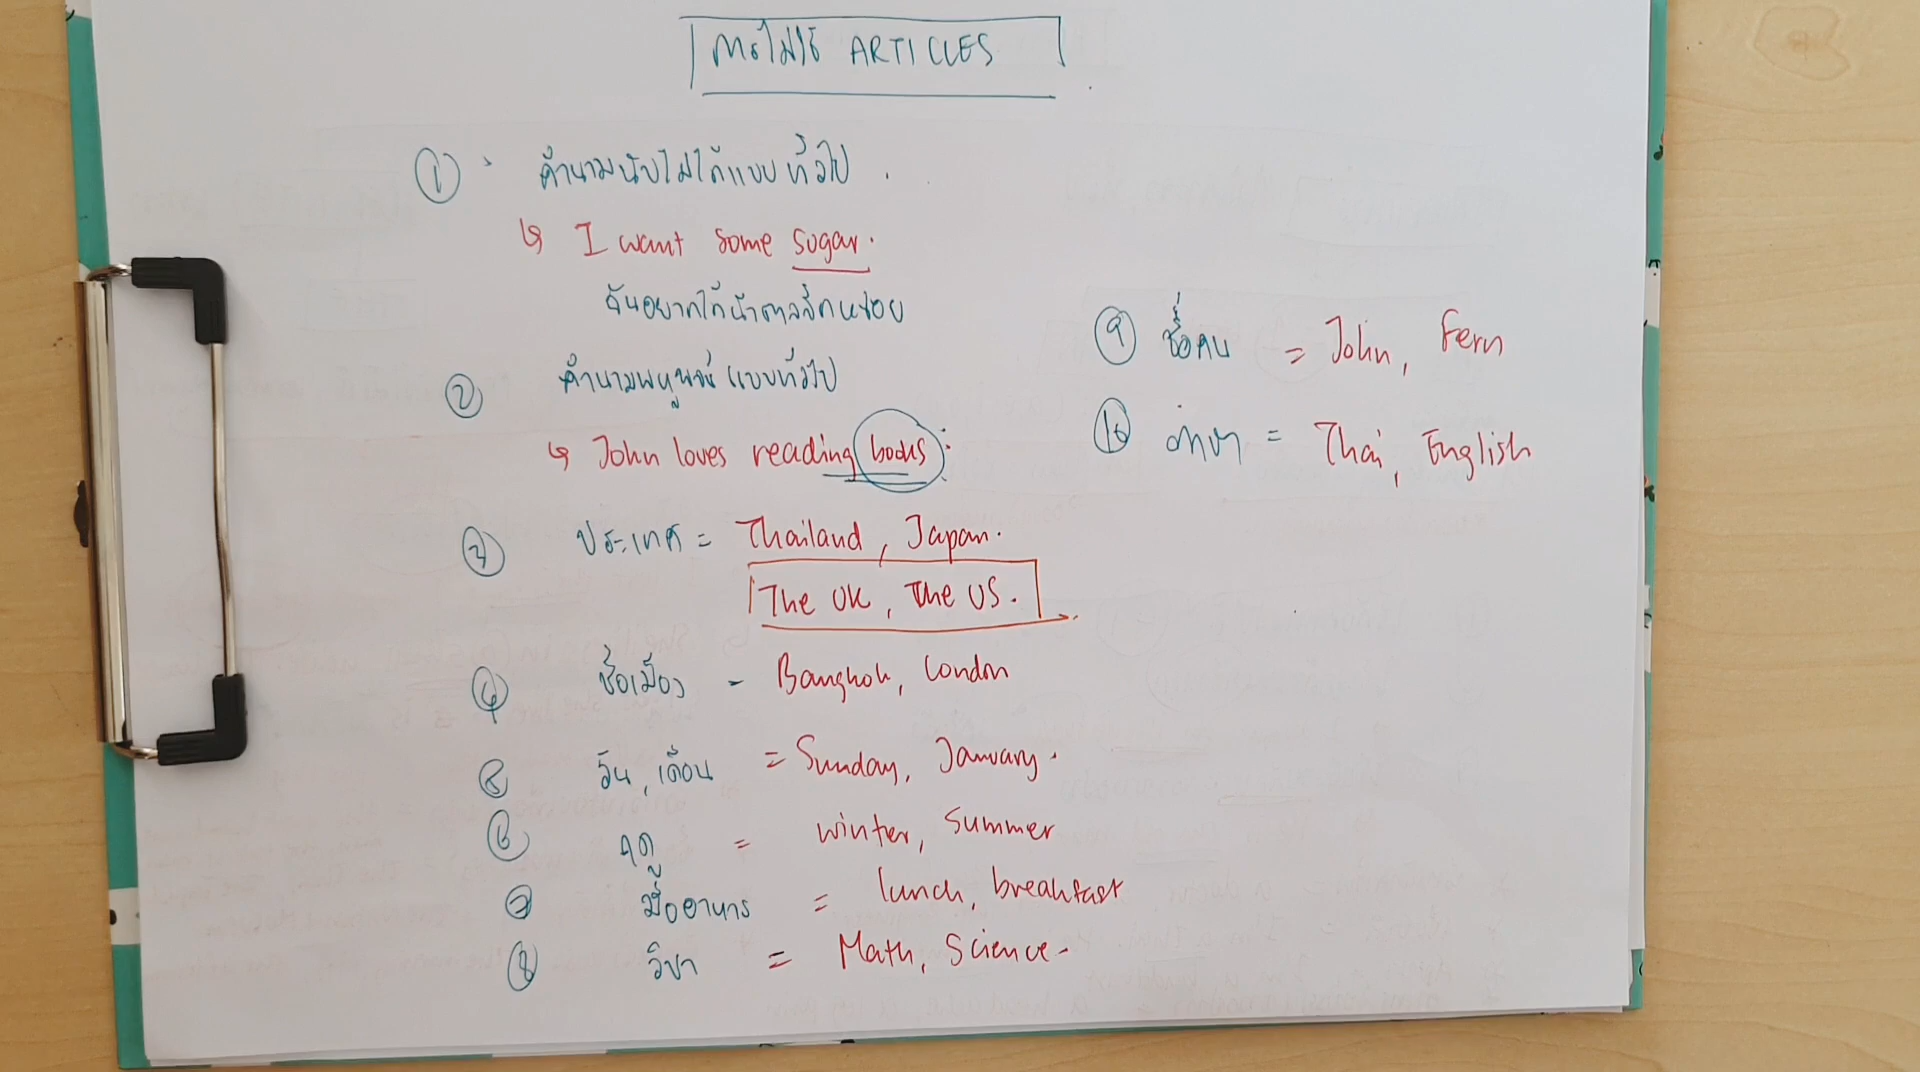 การไม่ใช้ ARTICLES
① คำนามนับไม่ได้แบบทั่วไป.
↳ I want some sugar.
ฉันอยากได้น้ำตาลสักหน่อย
② คำนามพหูพจน์แบบทั่วไป
↳ John loves reading books.
③ ประเทศ = Thailand, Japan.
The UK, The US.
④ ชื่อเมือง - Bangkok, London
⑤ วัน, เดือน = Sunday, January.
⑥ ฤดู = winter, summer
⑦ มื้ออาหาร = lunch, breakfast
⑧ วิชา = Math, Science.
⑨ ชื่อคน = John, Fern
⑩ ภาษา = Thai, English